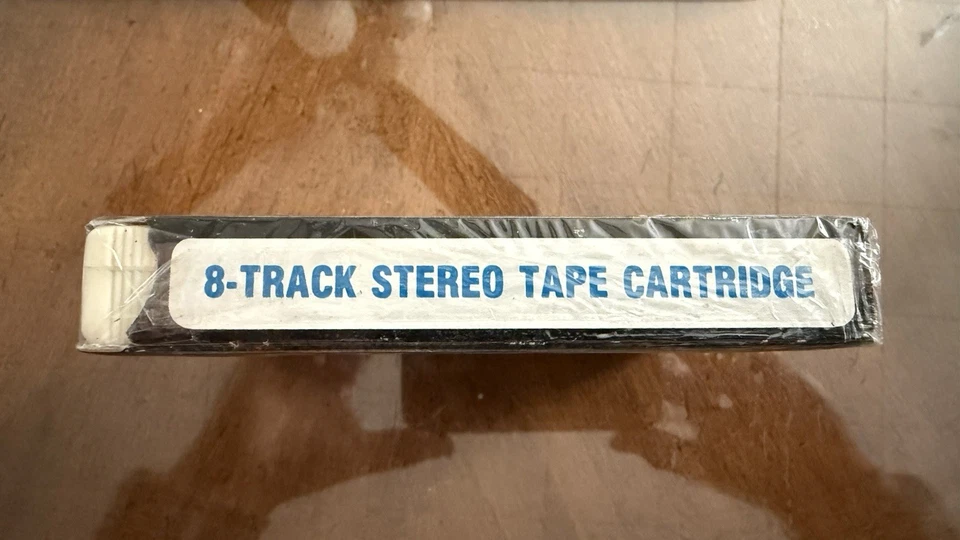 8-TRACK STEREO TAPE CARTRIDGE